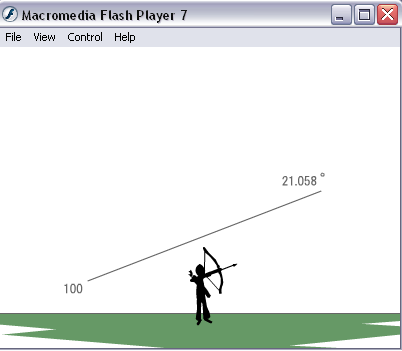 Macromedia Flash Player 7
File View Control Help
21.058 °
100